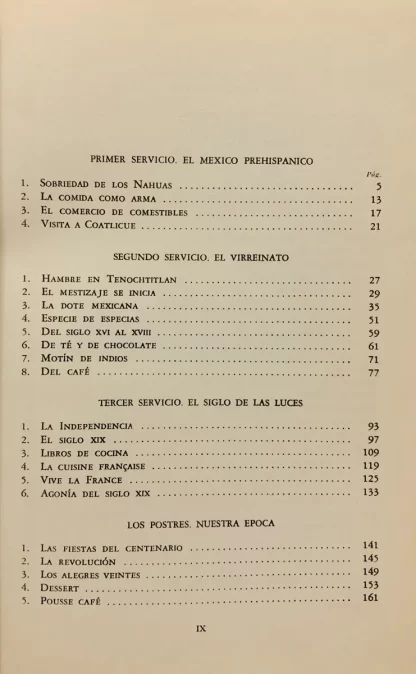 PRIMER SERVICIO. EL MEXICO PREHISPANICO
Pág.
1. SOBRIEDAD DE LOS NAHUAS ........ 5
2. LA COMIDA COMO ARMA ........ 13
3. EL COMERCIO DE COMESTIBLES ........ 17
4. VISITA A COATLICUE ........ 21
SEGUNDO SERVICIO. EL VIRREINATO
1. HAMBRE EN TENOCHTITLAN ........ 27
2. EL MESTIZAJE SE INICIA ........ 29
3. LA DOTE MEXICANA ........ 35
4. ESPECIE DE ESPECIAS ........ 51
5. DEL SIGLO XVI AL XVIII ........ 59
6. DE TÉ Y DE CHOCOLATE ........ 61
7. MOTÍN DE INDIOS ........ 71
8. DEL CAFÉ ........ 77
TERCER SERVICIO. EL SIGLO DE LAS LUCES
1. LA INDEPENDENCIA ........ 93
2. EL SIGLO XIX ........ 97
3. LIBROS DE COCINA ........ 109
4. LA CUISINE FRANÇAISE ........ 119
5. VIVE LA FRANCE ........ 125
6. AGONÍA DEL SIGLO XIX ........ 133
LOS POSTRES. NUESTRA EPOCA
1. LAS FIESTAS DEL CENTENARIO ........ 141
2. LA REVOLUCIÓN ........ 145
3. LOS ALEGRES VEINTES ........ 149
4. DESSERT ........ 153
5. POUSSE CAFÉ ........ 161
IX